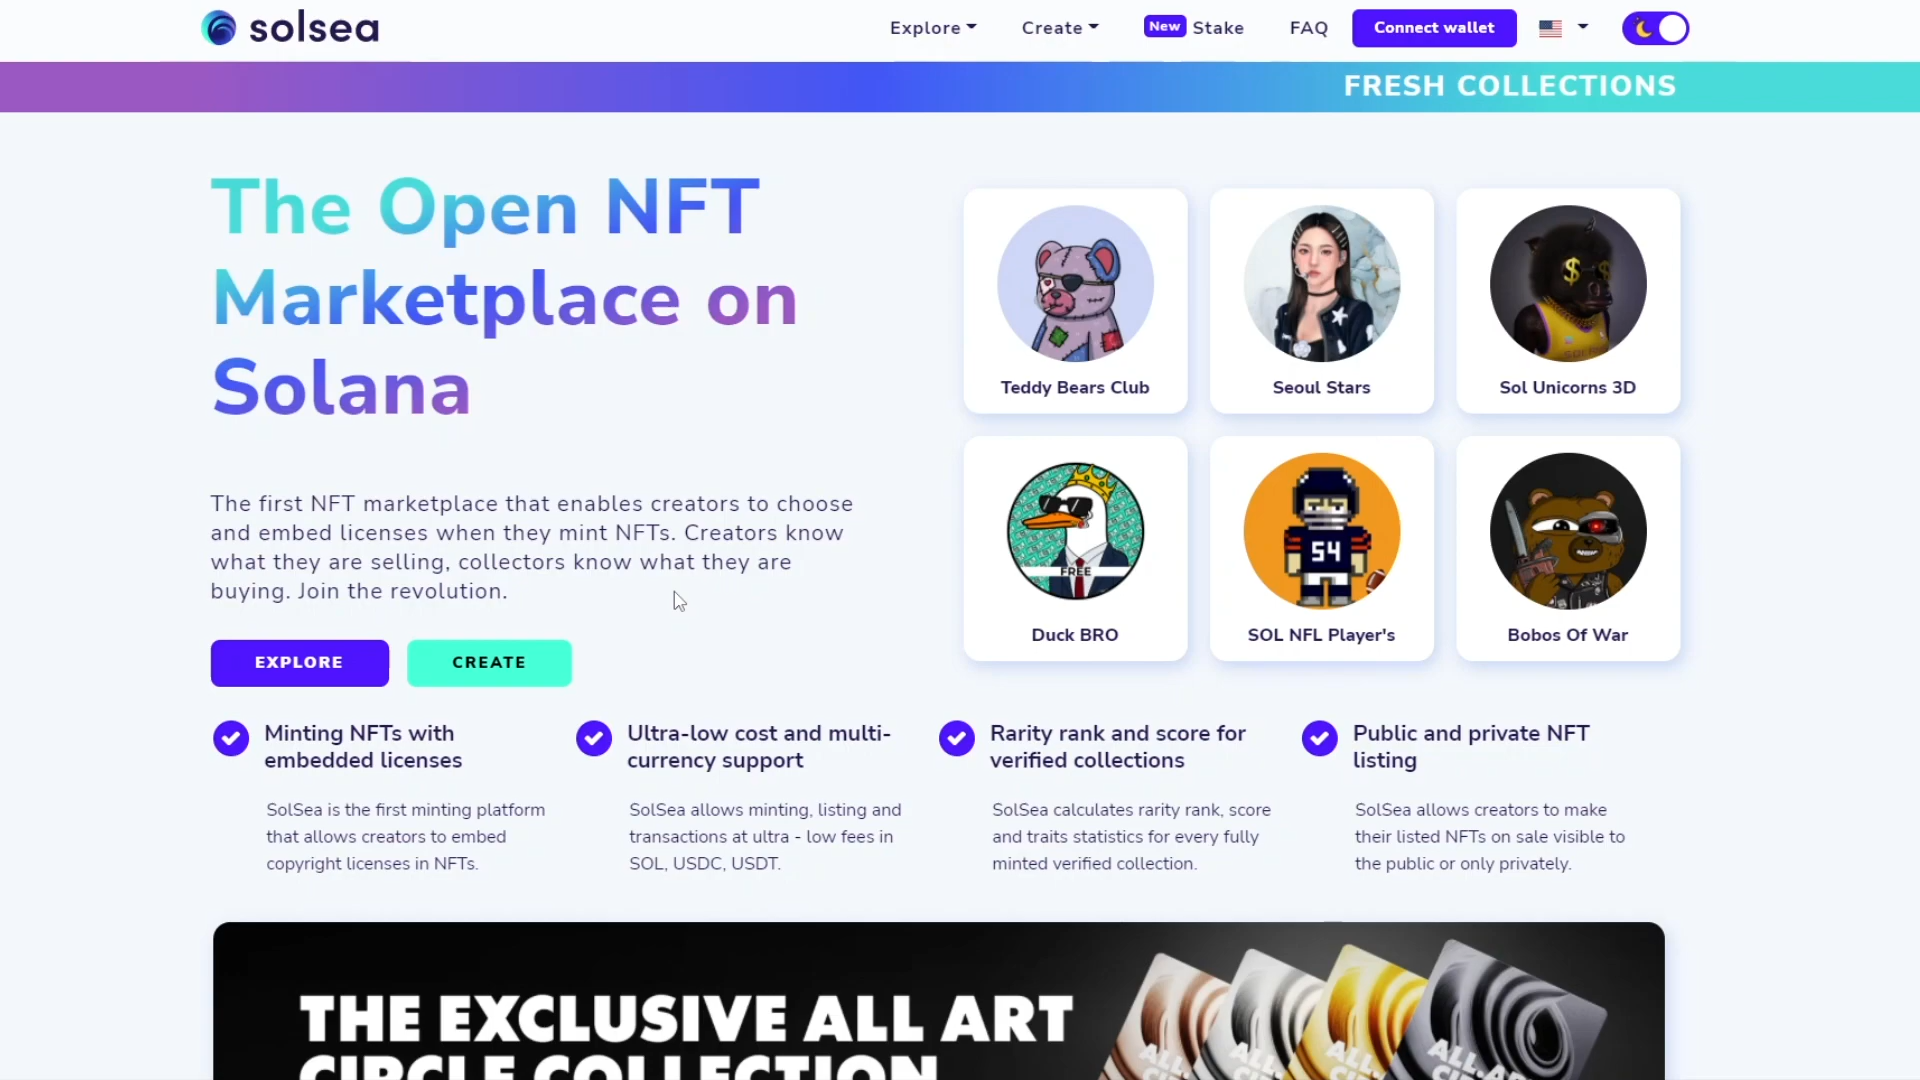 solsea
Explore
Create
New Stake
FAQ
Connect wallet
FRESH COLLECTIONS
The Open NFT
Marketplace on
Solana
The first NFT marketplace that enables creators to choose
and embed licenses when they mint NFTs. Creators know
what they are selling, collectors know what they are
buying. Join the revolution.
EXPLORE
CREATE
Teddy Bears Club
Seoul Stars
$ $
Sol Unicorns 3D
FREE
Duck BRO
54
SOL NFL Player's
Bobos Of War
Minting NFTs with
embedded licenses
SolSea is the first minting platform
that allows creators to embed
copyright licenses in NFTs.
Ultra-low cost and multi-
currency support
SolSea allows minting, listing and
transactions at ultra - low fees in
SOL, USDC, USDT.
Rarity rank and score for
verified collections
SolSea calculates rarity rank, score
and traits statistics for every fully
minted verified collection.
Public and private NFT
listing
SolSea allows creators to make
their listed NFTs on sale visible to
the public or only privately.
THE EXCLUSIVE ALL ART
CIRCLE COLLECTION